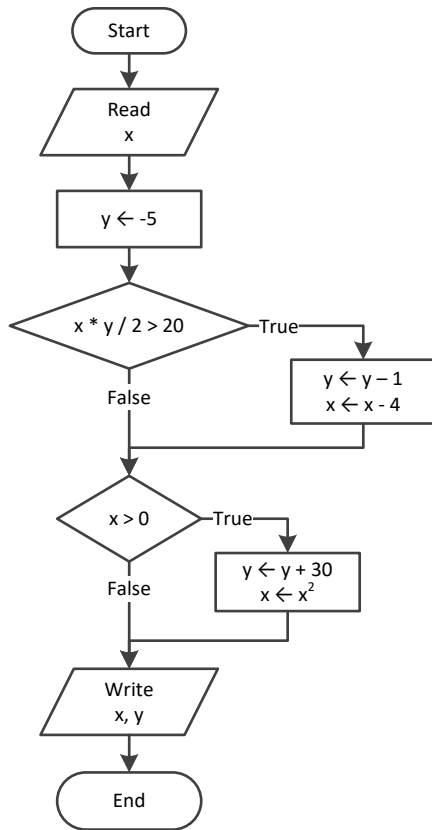 Start
Read
x
y ← -5
x * y / 2 > 20
True
y ← y – 1
x ← x - 4
False
x > 0
True
y ← y + 30
x ← x²
False
Write
x, y
End